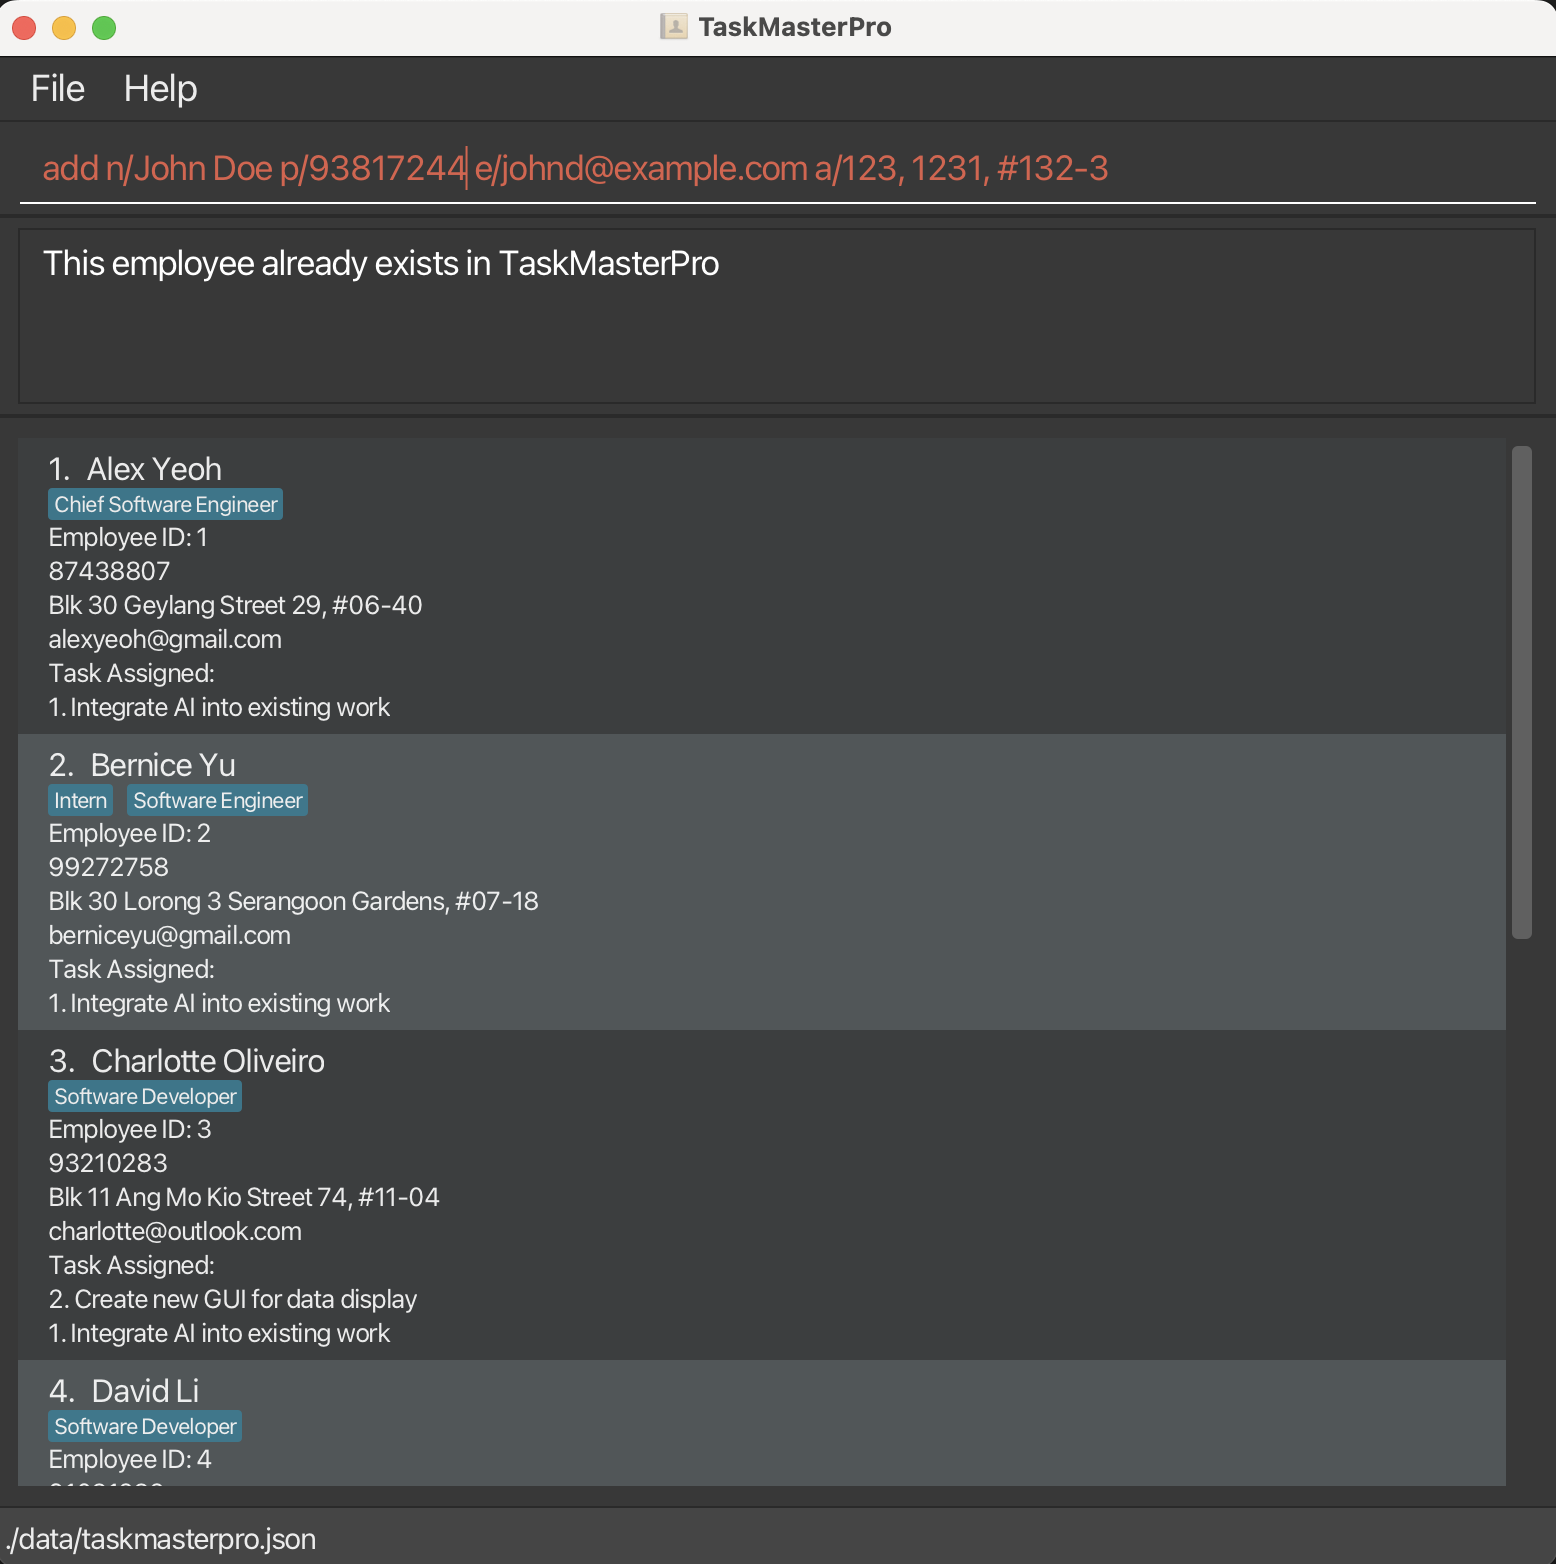 TaskMasterPro
File Help
add n/John Doe p/93817244 e/johnd@example.com a/123, 1231, #132-3
This employee already exists in TaskMasterPro
1. Alex Yeoh
Chief Software Engineer
Employee ID: 1
87438807
Blk 30 Geylang Street 29, #06-40
alexyeoh@gmail.com
Task Assigned:
1. Integrate AI into existing work
2. Bernice Yu
Intern Software Engineer
Employee ID: 2
99272758
Blk 30 Lorong 3 Serangoon Gardens, #07-18
berniceyu@gmail.com
Task Assigned:
1. Integrate AI into existing work
3. Charlotte Oliveiro
Software Developer
Employee ID: 3
93210283
Blk 11 Ang Mo Kio Street 74, #11-04
charlotte@outlook.com
Task Assigned:
2. Create new GUI for data display
1. Integrate AI into existing work
4. David Li
Software Developer
Employee ID: 4
./data/taskmasterpro.json